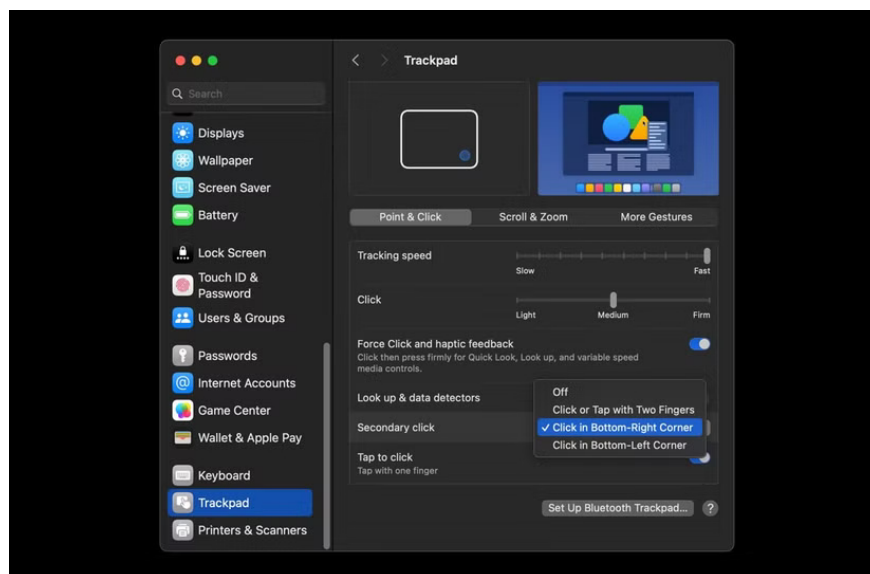 Trackpad
Search
Displays
Wallpaper
Screen Saver
Battery
Lock Screen
Touch ID &
Password
Users & Groups
Passwords
Internet Accounts
Game Center
Wallet & Apple Pay
Keyboard
Trackpad
Printers & Scanners
Point & Click
Scroll & Zoom
More Gestures
Tracking speed
Slow
Fast
Click
Light
Medium
Firm
Force Click and haptic feedback
Click then press firmly for Quick Look, Look up, and variable speed
media controls.
Look up & data detectors
Secondary click
Off
Click or Tap with Two Fingers
✓ Click in Bottom-Right Corner
Click in Bottom-Left Corner
Tap to click
Tap with one finger
Set Up Bluetooth Trackpad...
?